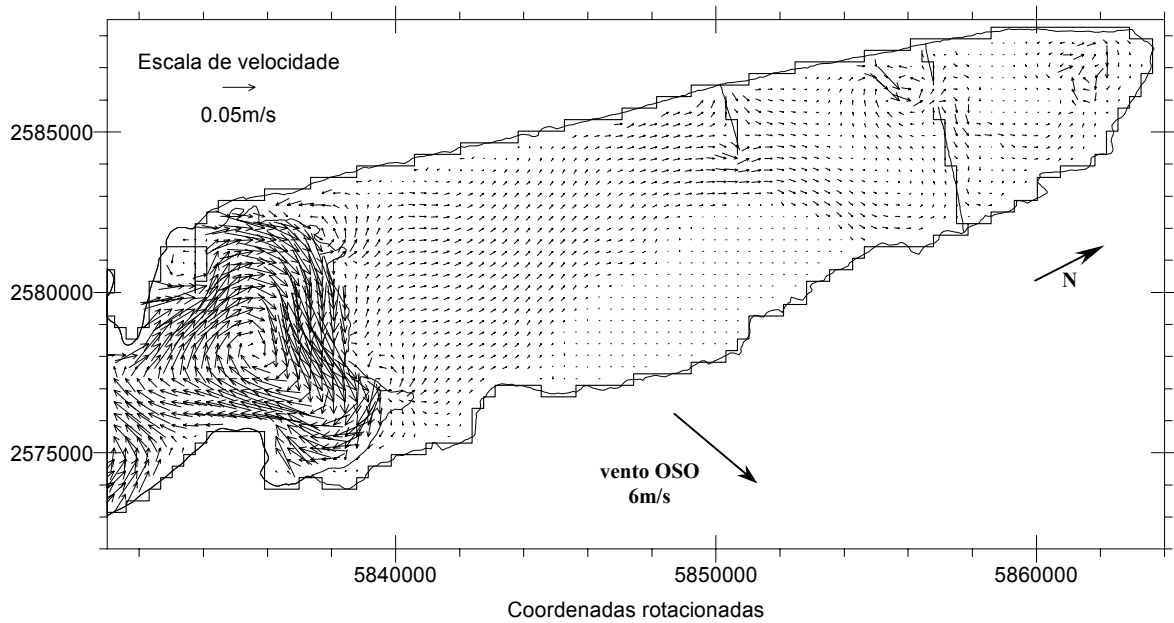 Escala de velocidade
0.05m/s
2585000
2580000
N
2575000
vento OSO
6m/s
5840000
5850000
5860000
Coordenadas rotacionadas